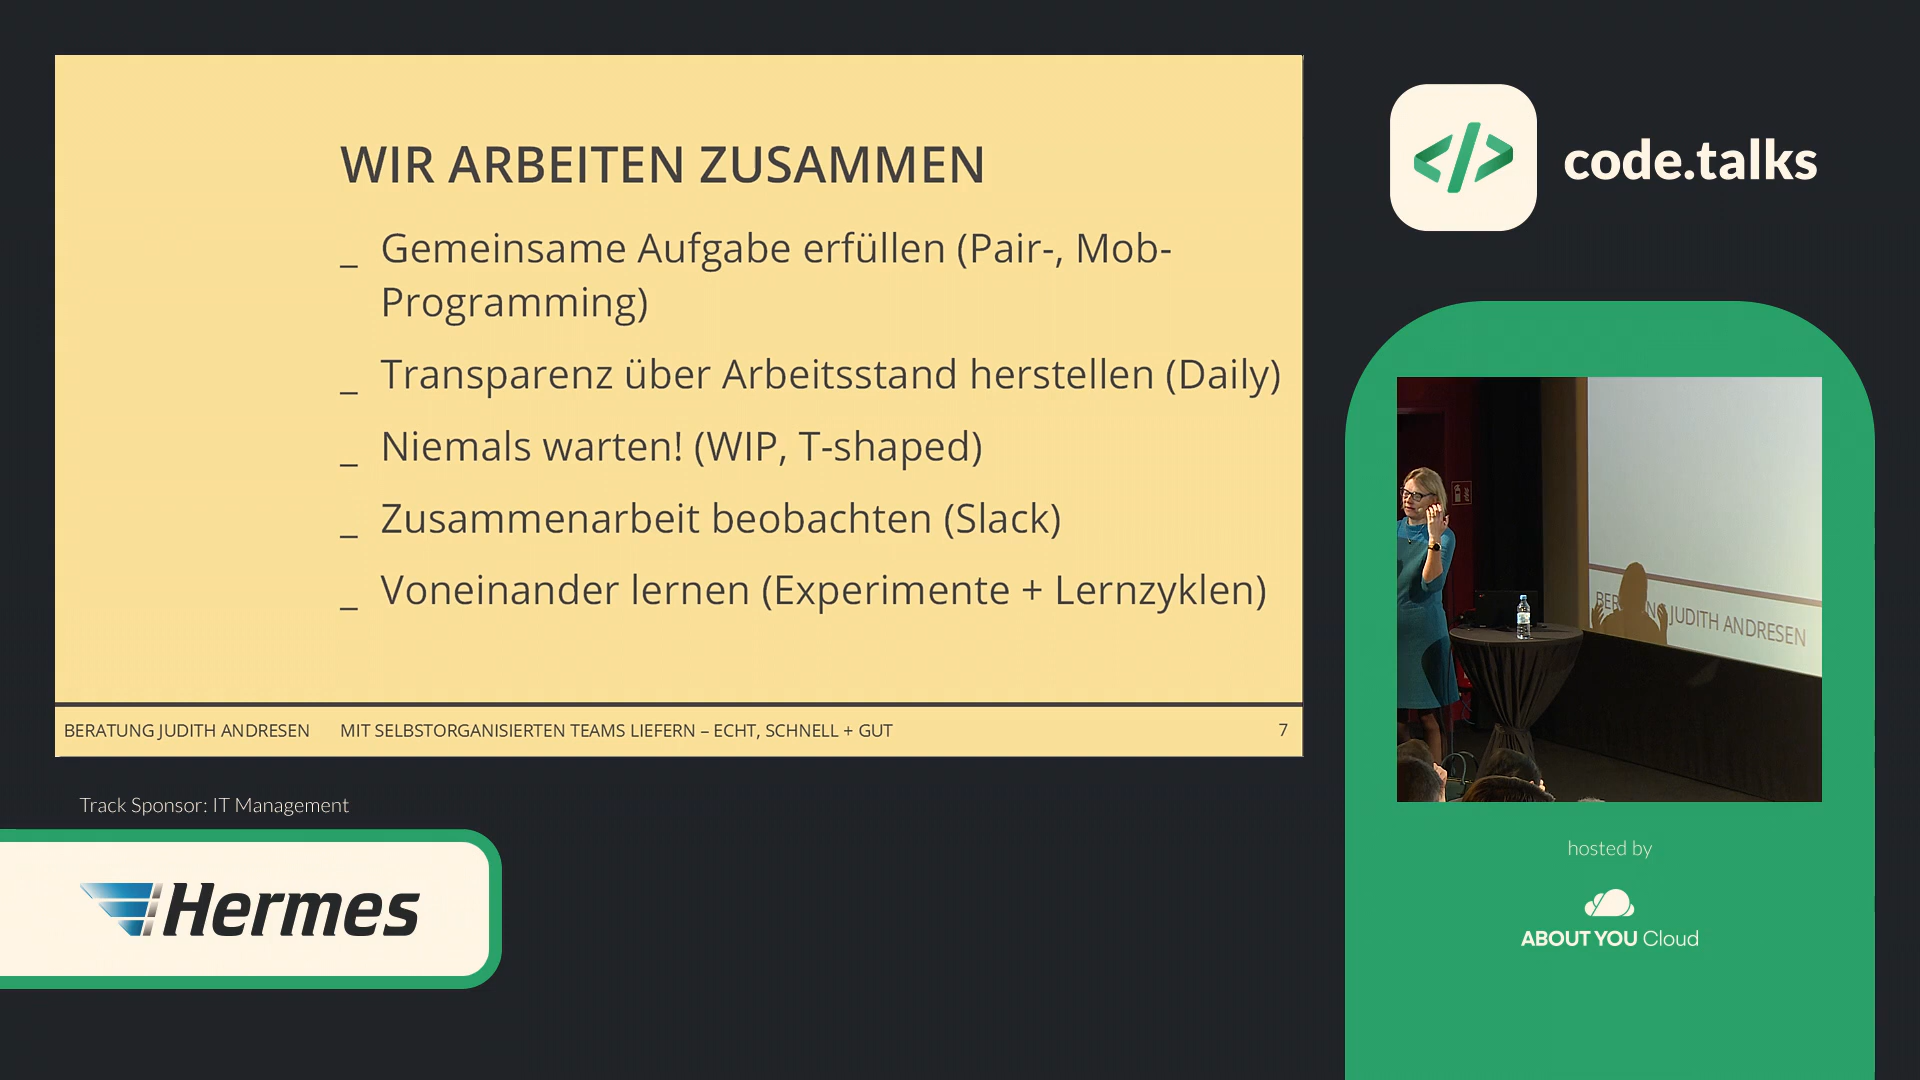 WIR ARBEITEN ZUSAMMEN
_ Gemeinsame Aufgabe erfüllen (Pair-, Mob-
Programming)
_ Transparenz über Arbeitsstand herstellen (Daily)
_ Niemals warten! (WIP, T-shaped)
_ Zusammenarbeit beobachten (Slack)
_ Voneinander lernen (Experimente + Lernzyklen)
BERATUNG JUDITH ANDRESEN MIT SELBSTORGANISIERTEN TEAMS LIEFERN – ECHT, SCHNELL + GUT 7
Track Sponsor: IT Management
Hermes
</> code.talks
JUDITH ANDRESEN
hosted by
ABOUT YOU Cloud